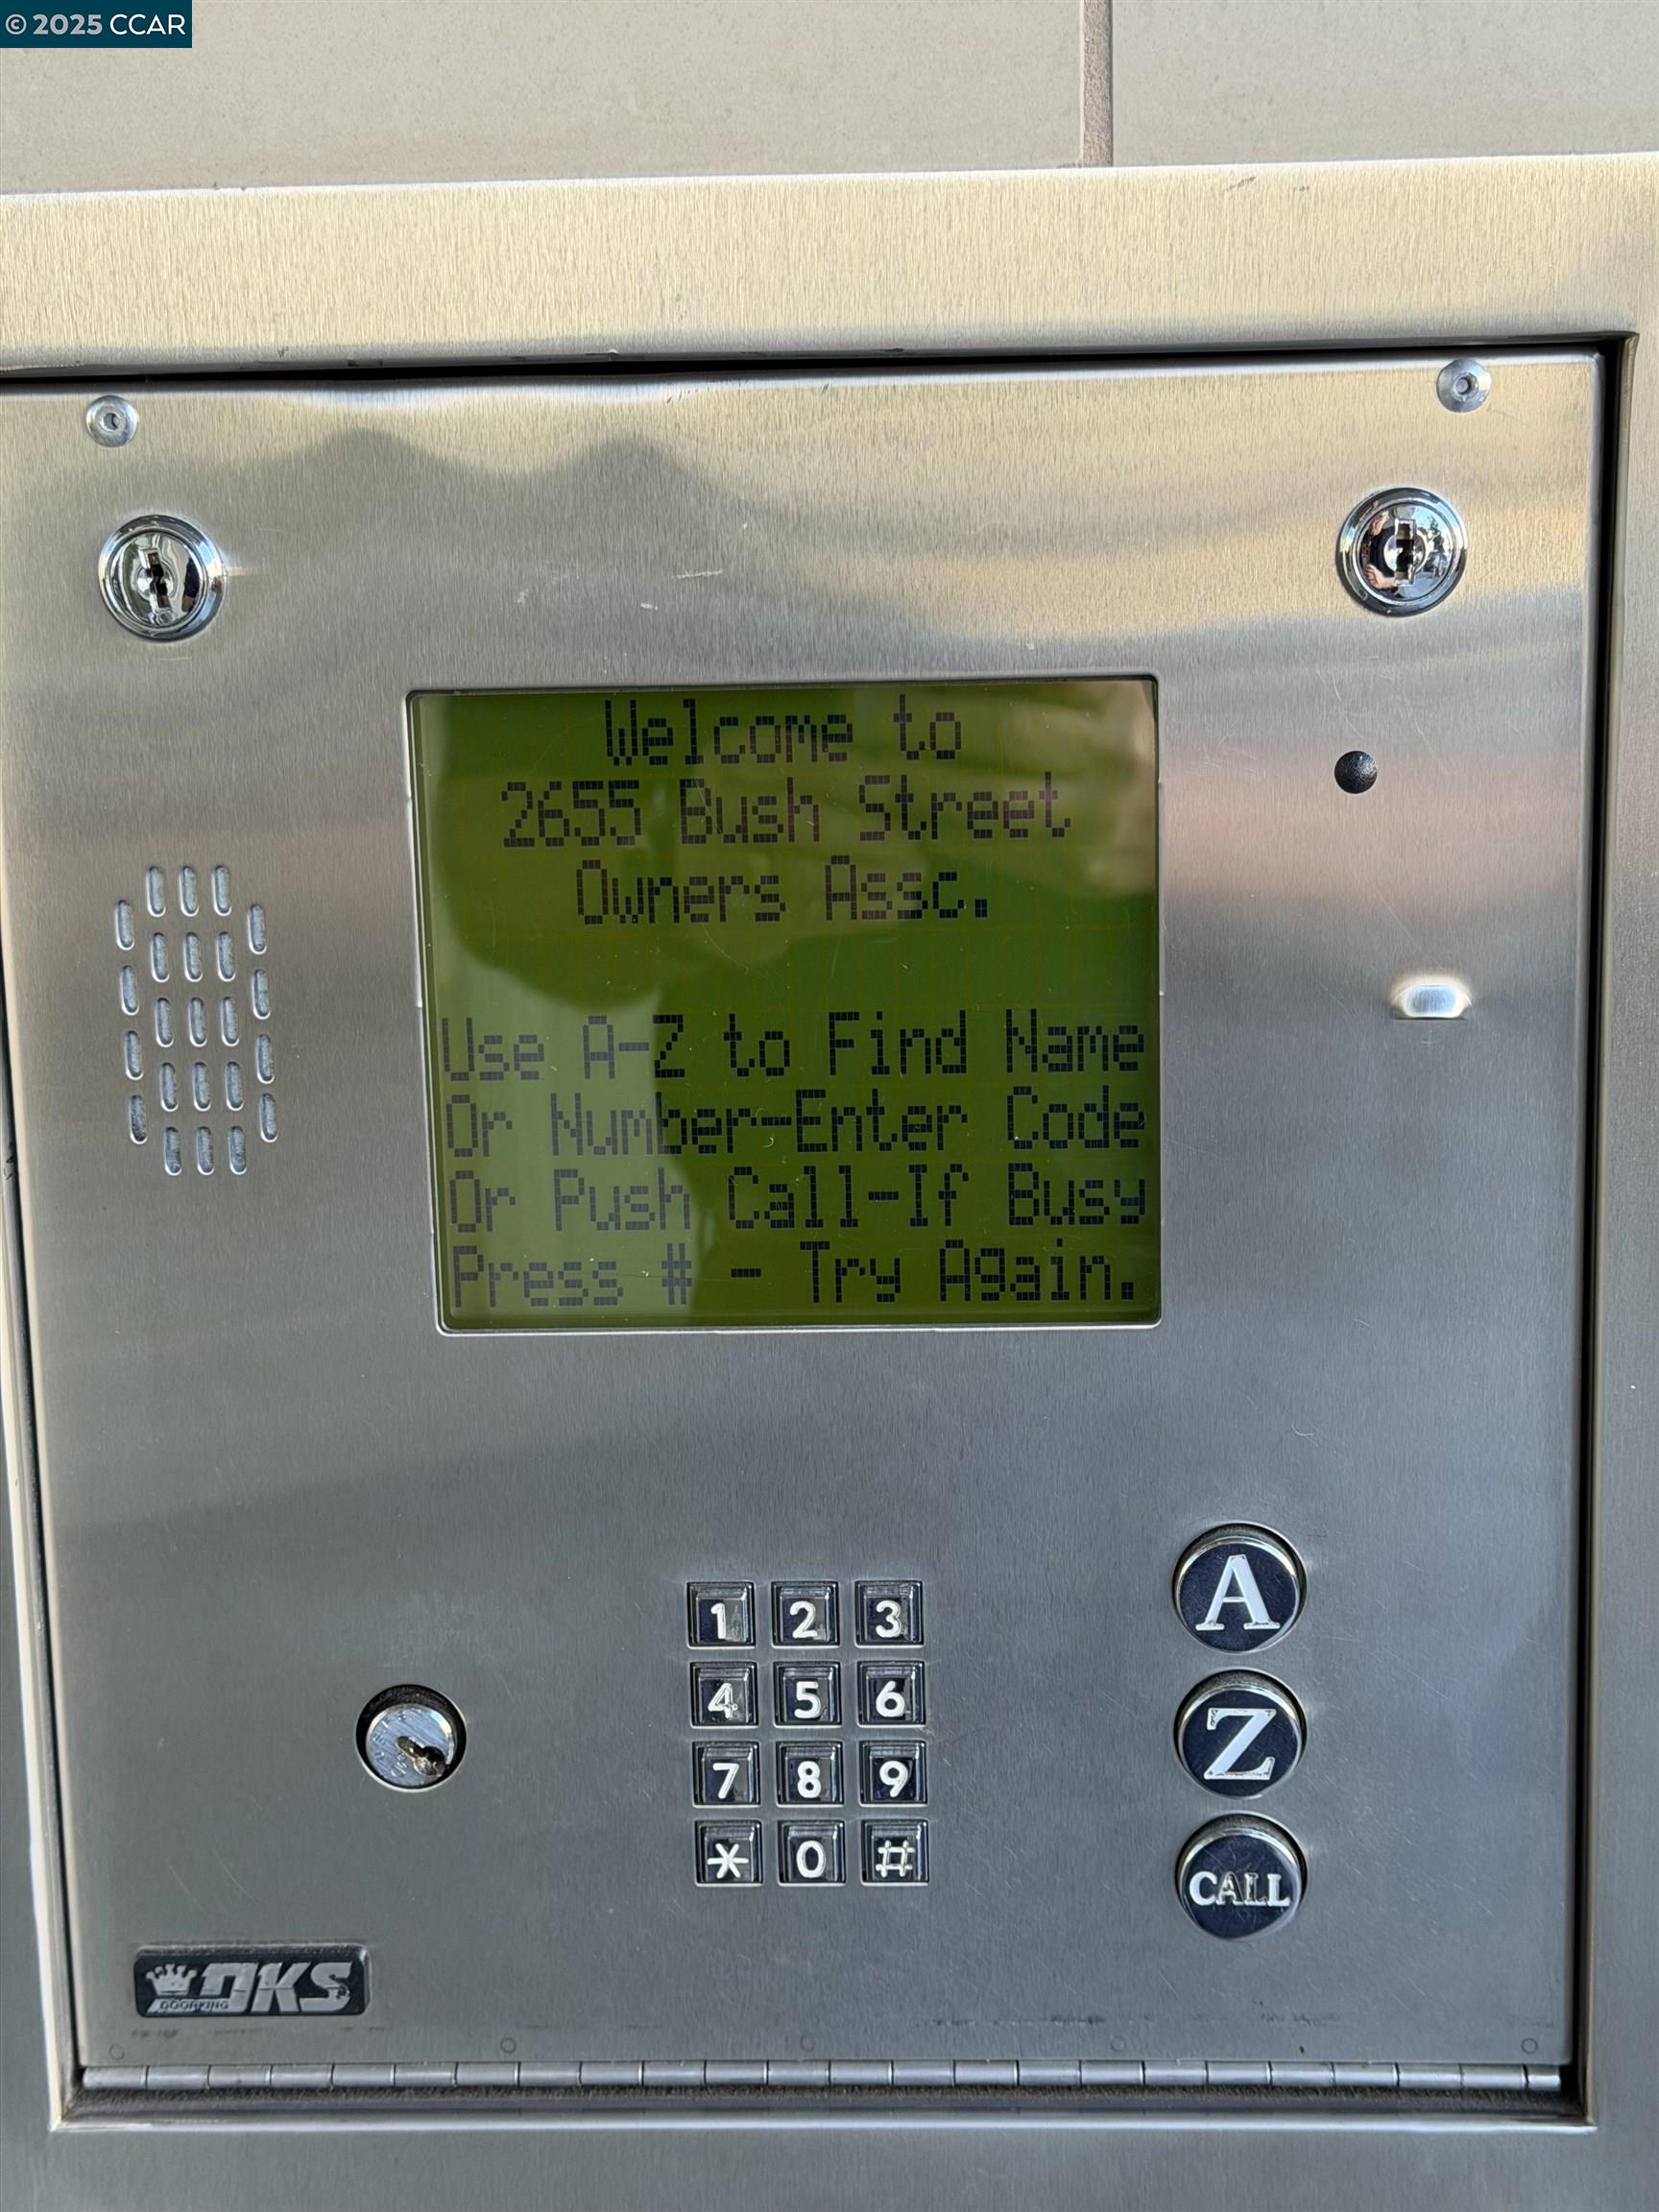 © 2025 CCAR
Welcome to
2655 Bush Street
Owners Assc.
Use A-Z to Find Name
Or Number-Enter Code
Or Push Call-If Busy
Press # - Try Again.
1 2 3
4 5 6
7 8 9
* 0 #
A
Z
CALL
DKS
DOORKING